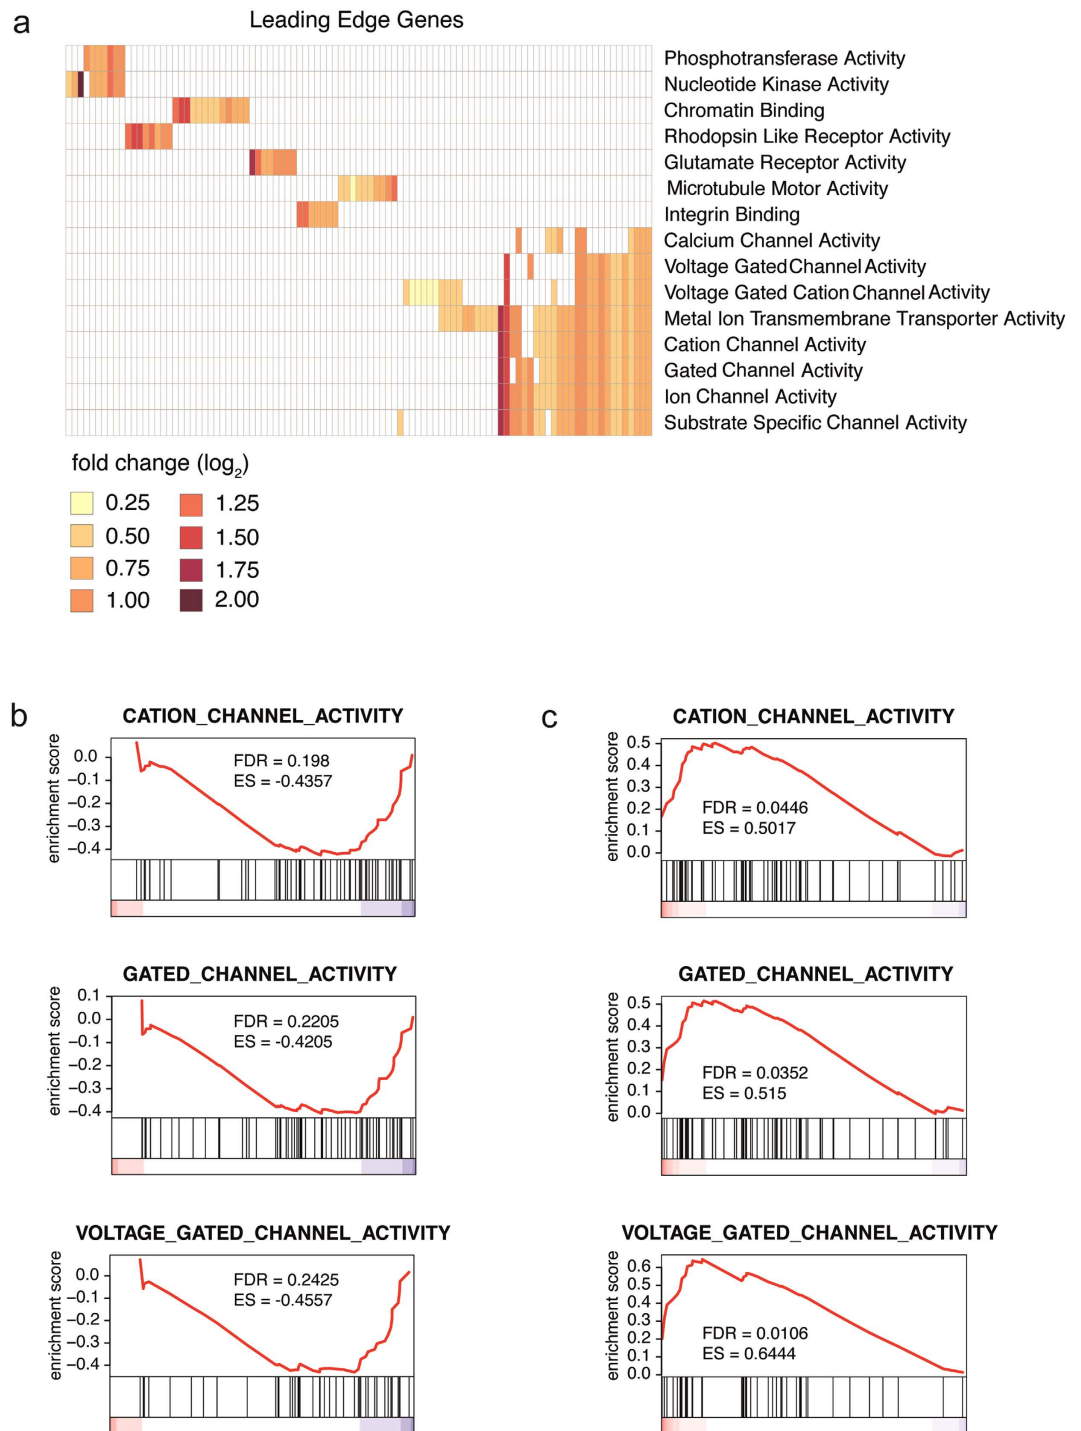 a
Leading Edge Genes
Phosphotransferase Activity
Nucleotide Kinase Activity
Chromatin Binding
Rhodopsin Like Receptor Activity
Glutamate Receptor Activity
Microtubule Motor Activity
Integrin Binding
Calcium Channel Activity
Voltage Gated Channel Activity
Voltage Gated Cation Channel Activity
Metal Ion Transmembrane Transporter Activity
Cation Channel Activity
Gated Channel Activity
Ion Channel Activity
Substrate Specific Channel Activity
fold change (log2)
0.25 1.25
0.50 1.50
0.75 1.75
1.00 2.00
b
CATION_CHANNEL_ACTIVITY
enrichment score
0.0
−0.1
−0.2
−0.3
−0.4
FDR = 0.198
ES = -0.4357
GATED_CHANNEL_ACTIVITY
enrichment score
0.1
0.0
−0.1
−0.2
−0.3
−0.4
FDR = 0.2205
ES = -0.4205
VOLTAGE_GATED_CHANNEL_ACTIVITY
enrichment score
0.0
−0.1
−0.2
−0.3
−0.4
FDR = 0.2425
ES = -0.4557
c
CATION_CHANNEL_ACTIVITY
enrichment score
0.5
0.4
0.3
0.2
0.1
0.0
FDR = 0.0446
ES = 0.5017
GATED_CHANNEL_ACTIVITY
enrichment score
0.5
0.4
0.3
0.2
0.1
0.0
FDR = 0.0352
ES = 0.515
VOLTAGE_GATED_CHANNEL_ACTIVITY
enrichment score
0.6
0.5
0.4
0.3
0.2
0.1
0.0
FDR = 0.0106
ES = 0.6444